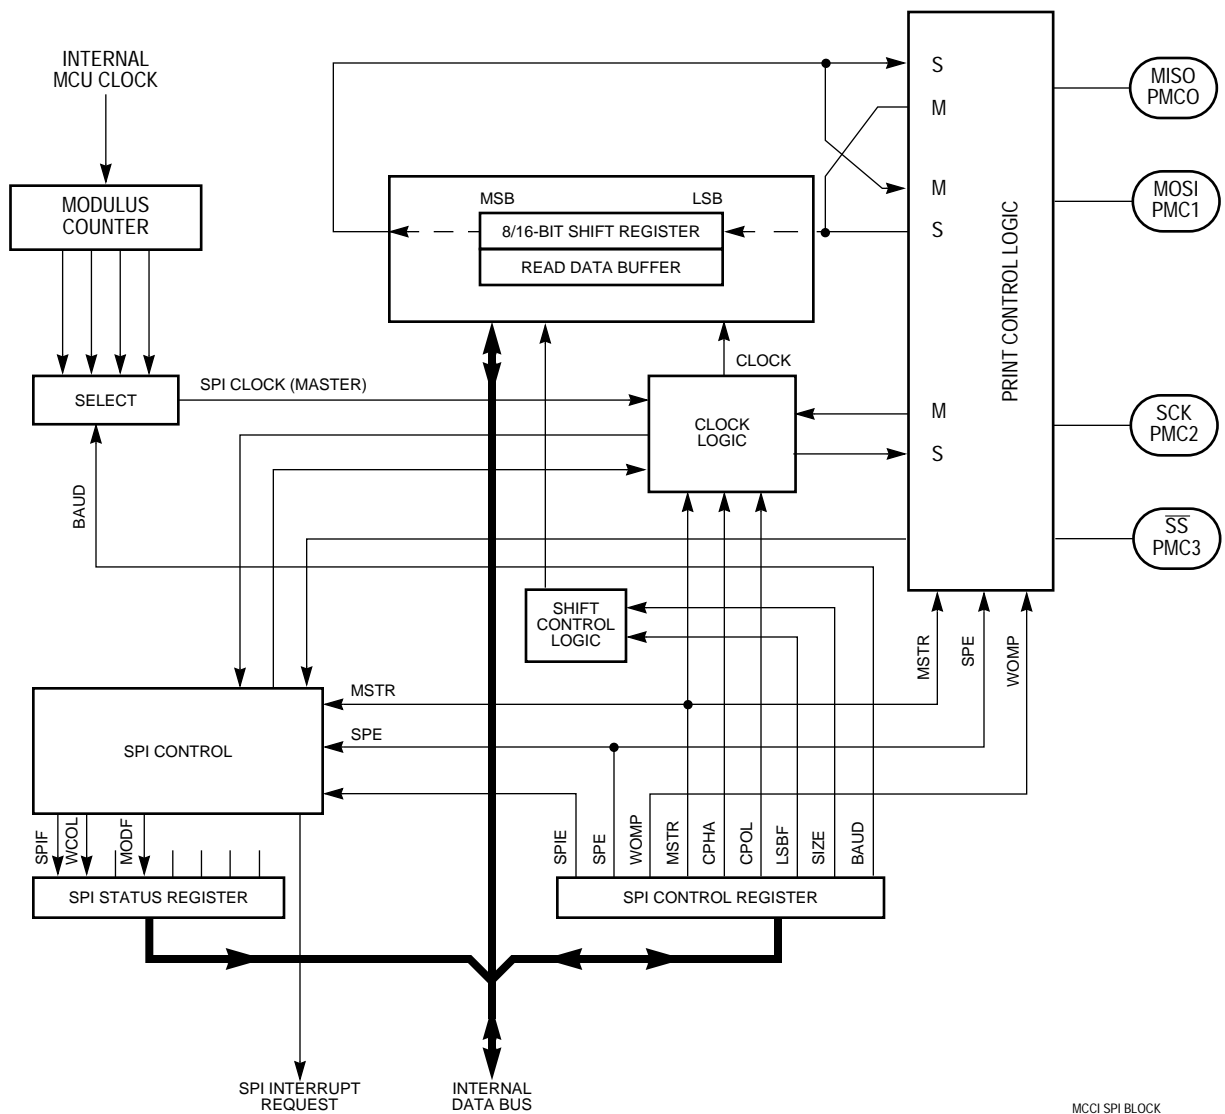 INTERNAL
MCU CLOCK
MODULUS
COUNTER
SELECT
SPI CLOCK (MASTER)
BAUD
MSB
LSB
8/16-BIT SHIFT REGISTER
READ DATA BUFFER
CLOCK
CLOCK
LOGIC
S
M
M
S
M
S
PRINT CONTROL LOGIC
MISO
PMCO
MOSI
PMC1
SCK
PMC2
SS
PMC3
SHIFT
CONTROL
LOGIC
MSTR
SPE
WOMP
MSTR
SPE
SPI CONTROL
SPIF
WCOL
MODF
SPI STATUS REGISTER
SPIE
SPE
WOMP
MSTR
CPHA
CPOL
LSBF
SIZE
BAUD
SPI CONTROL REGISTER
SPI INTERRUPT
REQUEST
INTERNAL
DATA BUS
MCCI SPI BLOCK